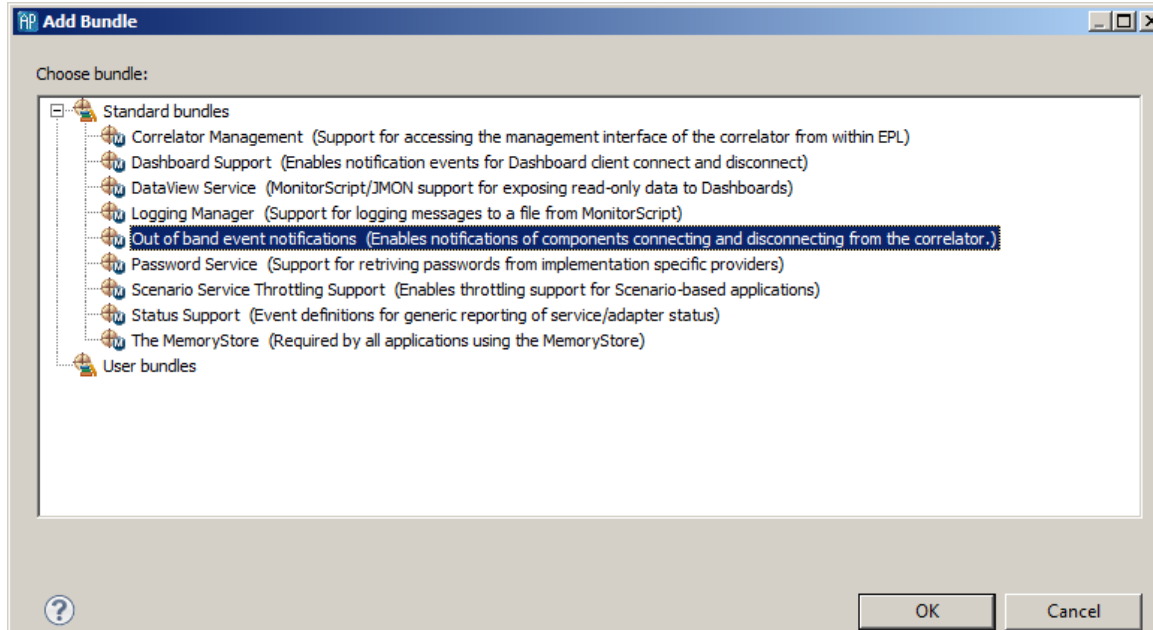 AP Add Bundle
Choose bundle:
Standard bundles
Correlator Management (Support for accessing the management interface of the correlator from within EPL)
Dashboard Support (Enables notification events for Dashboard client connect and disconnect)
DataView Service (MonitorScript/JMON support for exposing read-only data to Dashboards)
Logging Manager (Support for logging messages to a file from MonitorScript)
Out of band event notifications (Enables notifications of components connecting and disconnecting from the correlator.)
Password Service (Support for retriving passwords from implementation specific providers)
Scenario Service Throttling Support (Enables throttling support for Scenario-based applications)
Status Support (Event definitions for generic reporting of service/adapter status)
The MemoryStore (Required by all applications using the MemoryStore)
User bundles
? OK Cancel